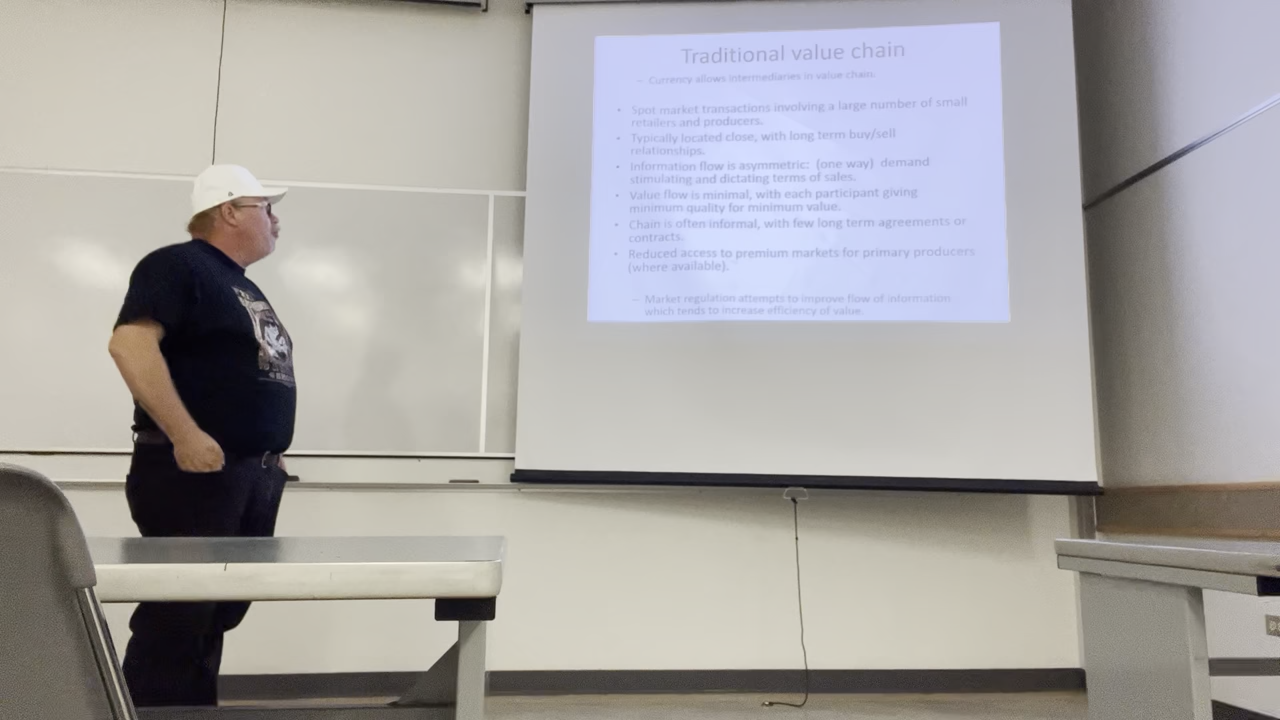 Traditional value chain
– Currency allows intermediaries in value chain.
• Spot market transactions involving a large number of small
retailers and producers.
• Typically located close, with long term buy/sell
relationships.
• Information flow is asymmetric: (one way) demand
stimulating and dictating terms of sales.
• Value flow is minimal, with each participant giving
minimum quality for minimum value.
• Chain is often informal, with few long term agreements or
contracts.
• Reduced access to premium markets for primary producers
(where available).
– Market regulation attempts to improve flow of information
which tends to increase efficiency of value.